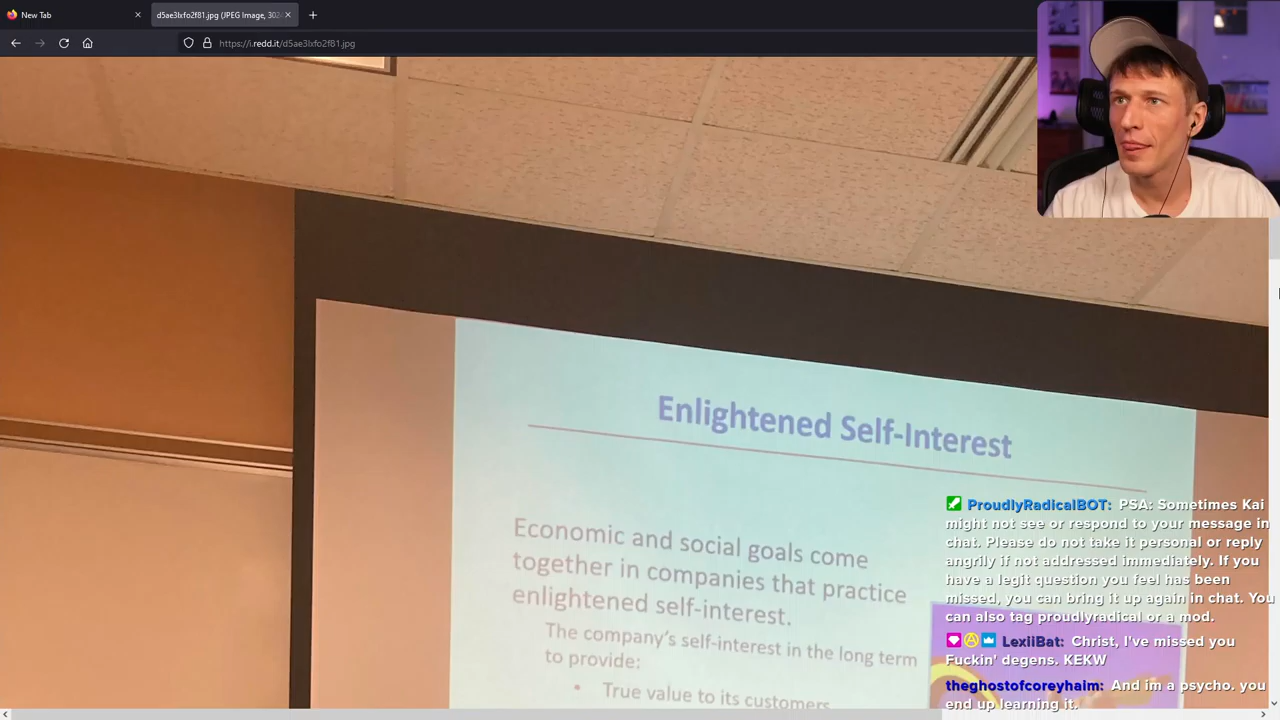 New Tab
d5ae3lxfo2f81.jpg (JPEG Image, 302
https://i.redd.it/d5ae3lxfo2f81.jpg
Enlightened Self-Interest
Economic and social goals come
together in companies that practice
enlightened self-interest.
The company's self-interest in the long term
to provide:
• True value to its customers
ProudlyRadicalBOT: PSA: Sometimes Kai
might not see or respond to your message in
chat. Please do not take it personal or reply
angrily if not addressed immediately. If you
have a legit question you feel has been
missed, you can bring it up again in chat. You
can also tag proudlyradical or a mod.
LexiiBat: Christ, I've missed you
Fuckin' degens. KEKW
theghostofcoreyhaim: And im a psycho. you
end up learning it.